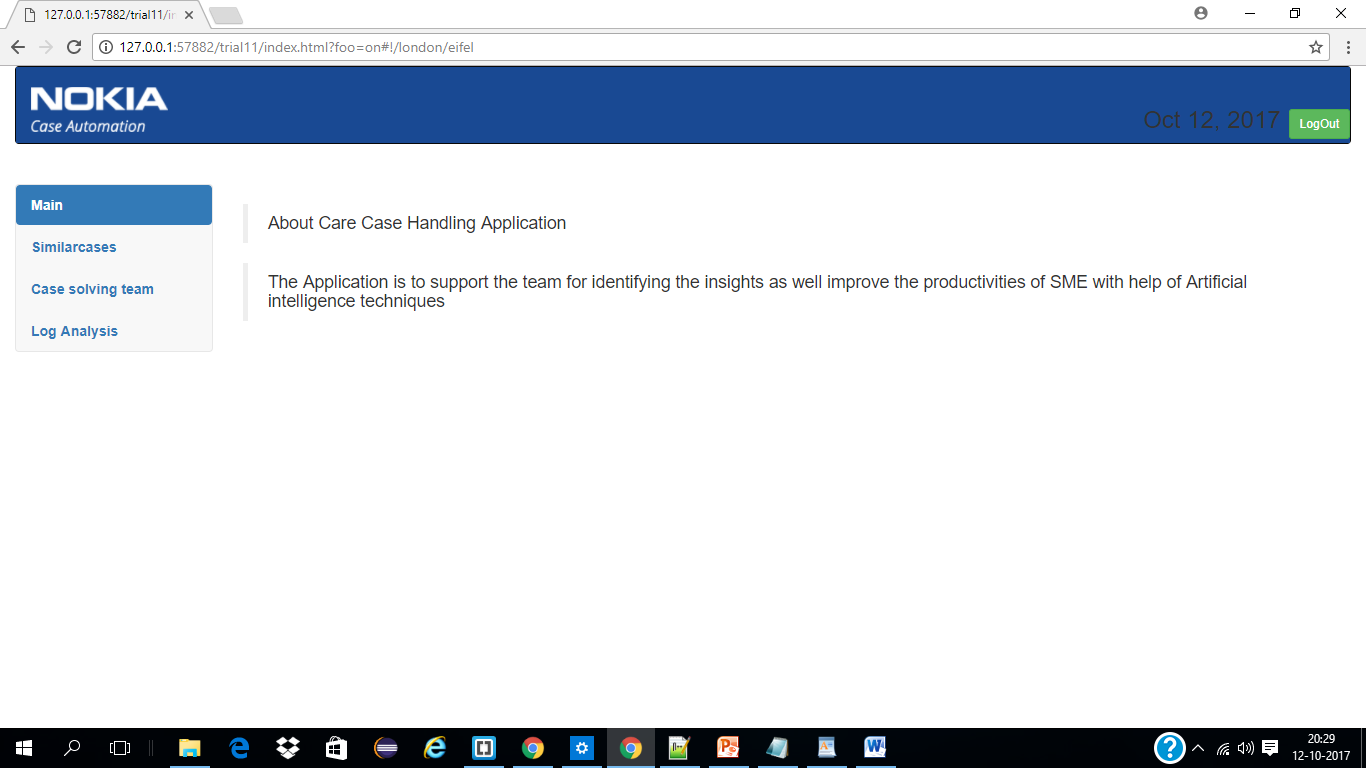 127.0.0.1:57882/trial11/ir
127.0.0.1:57882/trial11/index.html?foo=on#!/london/eifel
NOKIA
Case Automation
Oct 12, 2017
LogOut
Main
Similarcases
Case solving team
Log Analysis
About Care Case Handling Application
The Application is to support the team for identifying the insights as well improve the productivities of SME with help of Artificial
intelligence techniques
20:29
12-10-2017